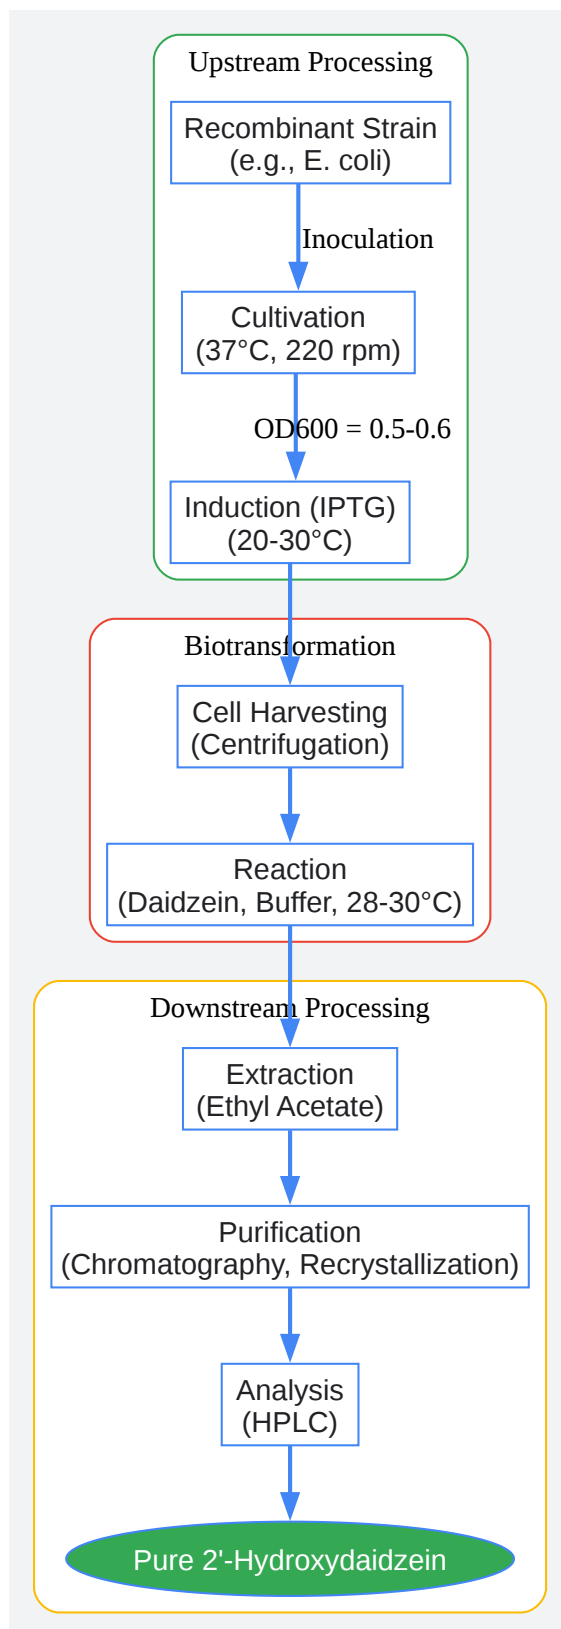 Upstream Processing
Recombinant Strain
(e.g., E. coli)
Inoculation
Cultivation
(37°C, 220 rpm)
OD600 = 0.5-0.6
Induction (IPTG)
(20-30°C)
Biotransformation
Cell Harvesting
(Centrifugation)
Reaction
(Daidzein, Buffer, 28-30°C)
Downstream Processing
Extraction
(Ethyl Acetate)
Purification
(Chromatography, Recrystallization)
Analysis
(HPLC)
Pure 2'-Hydroxydaidzein